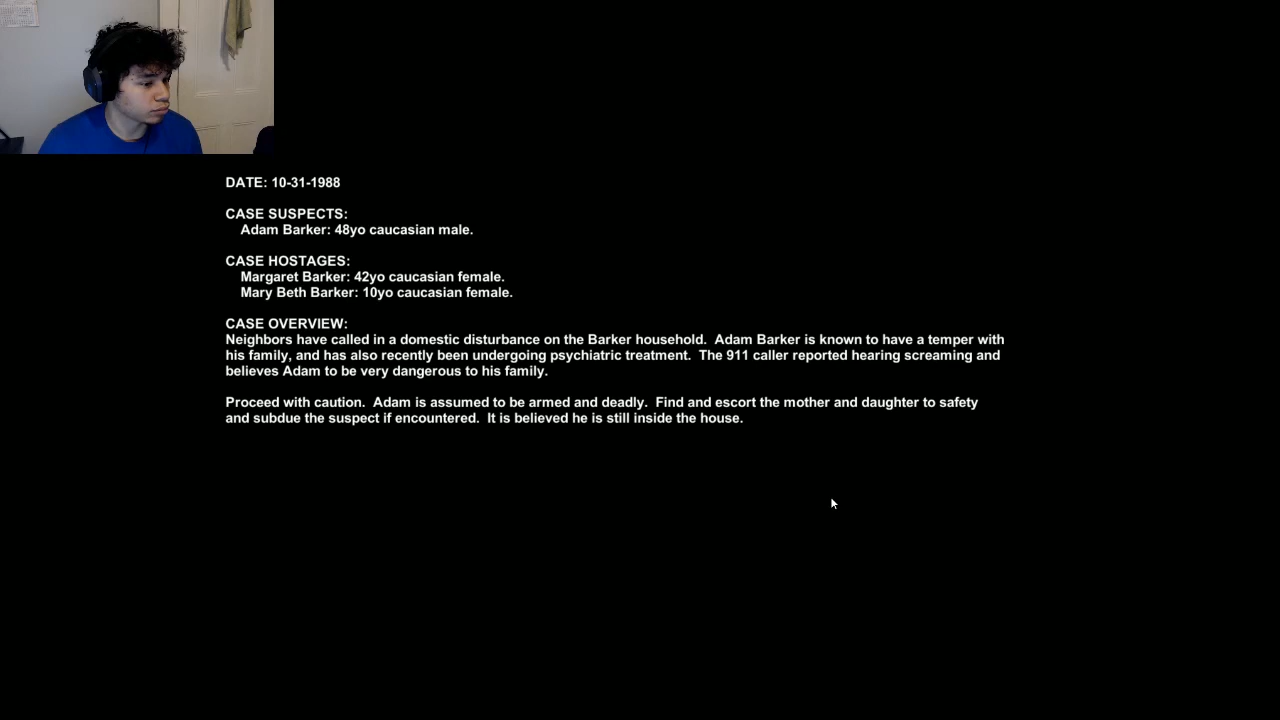 DATE: 10-31-1988
CASE SUSPECTS:
Adam Barker: 48yo caucasian male.
CASE HOSTAGES:
Margaret Barker: 42yo caucasian female.
Mary Beth Barker: 10yo caucasian female.
CASE OVERVIEW:
Neighbors have called in a domestic disturbance on the Barker household.  Adam Barker is known to have a temper with
his family, and has also recently been undergoing psychiatric treatment.  The 911 caller reported hearing screaming and
believes Adam to be very dangerous to his family.
Proceed with caution.  Adam is assumed to be armed and deadly.  Find and escort the mother and daughter to safety
and subdue the suspect if encountered.  It is believed he is still inside the house.